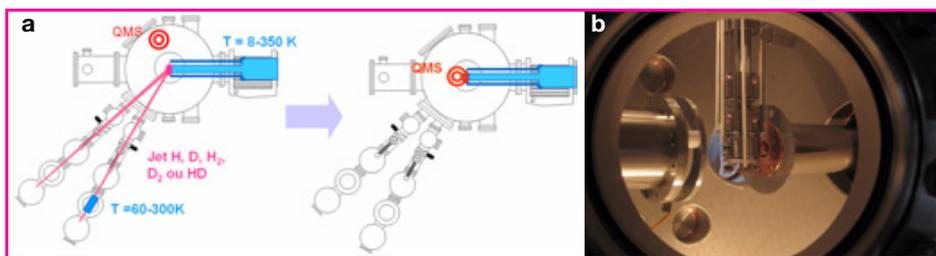 a
QMS
T = 8-350 K
Jet H, D, H₂,
D₂ ou HD
T =60-300K
QMS
b